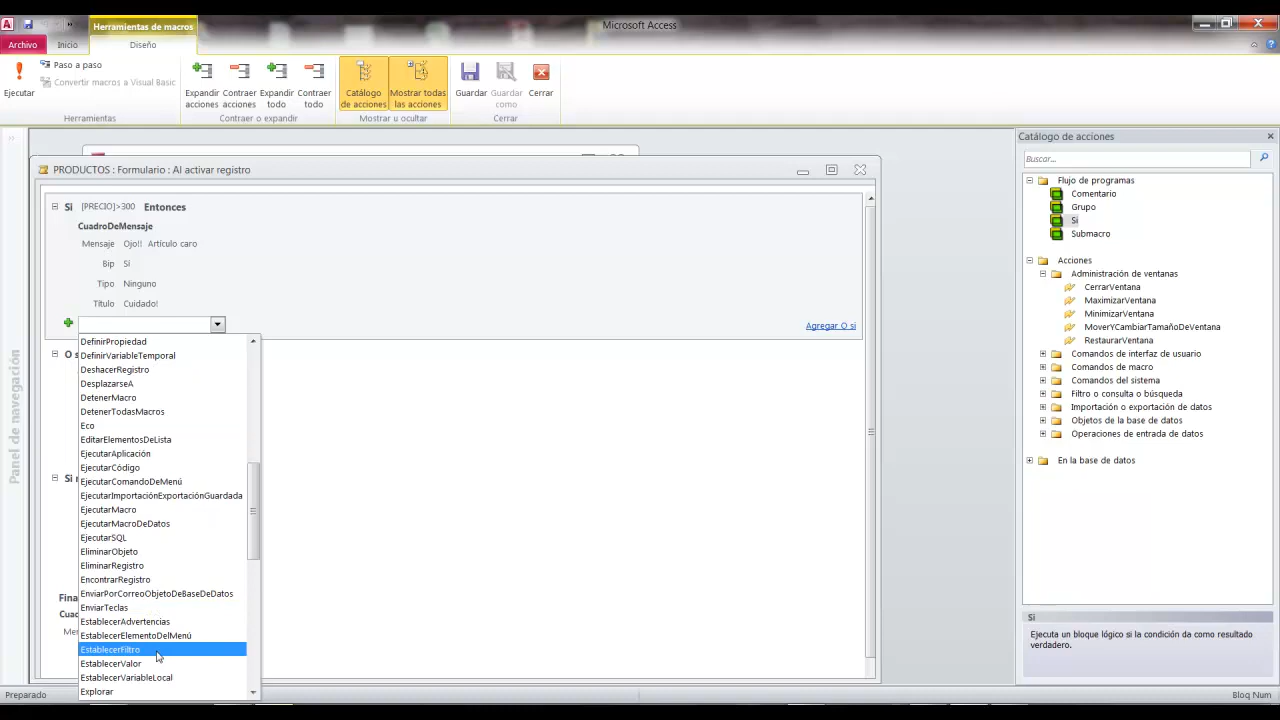 Herramientas de macros
Microsoft Access
Archivo
Inicio
Diseño
Ejecutar
Paso a paso
Convertir macros a Visual Basic
Herramientas
Expandir acciones
Contraer acciones
Expandir todo
Contraer todo
Contraer o expandir
Catálogo de acciones
Mostrar todas las acciones
Mostrar u ocultar
Guardar
Guardar como
Cerrar
Cerrar
Panel de navegación
PRODUCTOS : Formulario : Al activar registro
Si [PRECIO]>300 Entonces
CuadroDeMensaje
Mensaje Ojo!! Artículo caro
Bip Sí
Tipo Ninguno
Título Cuidado!
Agregar O si
O s
Si n
Fina
Cuad
Men
DefinirPropiedad
DefinirVariableTemporal
DeshacerRegistro
DesplazarseA
DetenerMacro
DetenerTodasMacros
Eco
EditarElementosDeLista
EjecutarAplicación
EjecutarCódigo
EjecutarComandoDeMenú
EjecutarImportaciónExportaciónGuardada
EjecutarMacro
EjecutarMacroDeDatos
EjecutarSQL
EliminarObjeto
EliminarRegistro
EncontrarRegistro
EnviarPorCorreoObjetoDeBaseDeDatos
EnviarTeclas
EstablecerAdvertencias
EstablecerElementoDelMenú
EstablecerFiltro
EstablecerValor
EstablecerVariableLocal
Explorar
Catálogo de acciones
Buscar...
Flujo de programas
Comentario
Grupo
Si
Submacro
Acciones
Administración de ventanas
CerrarVentana
MaximizarVentana
MinimizarVentana
MoverYCambiarTamañoDeVentana
RestaurarVentana
Comandos de interfaz de usuario
Comandos de macro
Comandos del sistema
Filtro o consulta o búsqueda
Importación o exportación de datos
Objetos de la base de datos
Operaciones de entrada de datos
En la base de datos
Si
Ejecuta un bloque lógico si la condición da como resultado
verdadero.
Preparado
Bloq Num